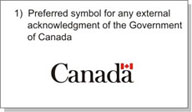 1) Preferred symbol for any external
acknowledgment of the Government
of Canada
Canada